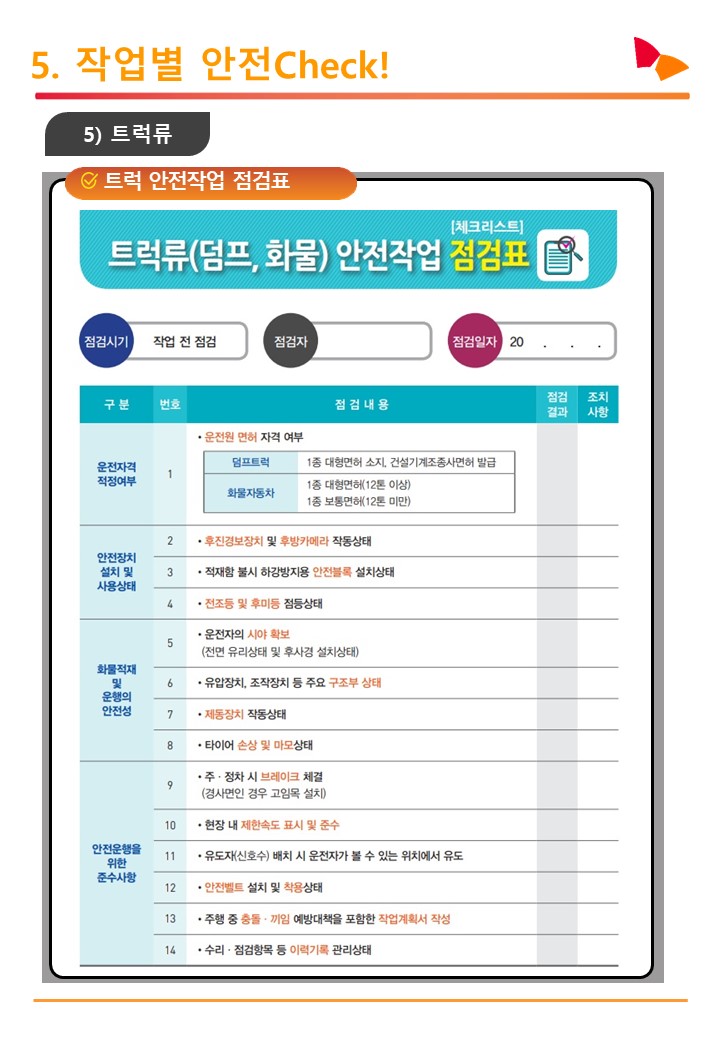 5. 작업별 안전Check!
5) 트럭류
트럭 안전작업 점검표
[체크리스트]
트럭류(덤프, 화물) 안전작업 점검표
점검시기 작업 전 점검 점검자 점검일자 20 . . .
구 분 번호 점 검 내 용 점검 결과 조치 사항
운전자격
적정여부
1
• 운전원 면허 자격 여부
덤프트럭 1종 대형면허 소지, 건설기계조종사면허 발급
화물자동차 1종 대형면허(12톤 이상)
1종 보통면허(12톤 미만)
안전장치
설치 및
사용상태
2 • 후진경보장치 및 후방카메라 작동상태
3 • 적재함 불시 하강방지용 안전블록 설치상태
4 • 전조등 및 후미등 점등상태
화물적재
및
운행의
안전성
5 • 운전자의 시야 확보
(전면 유리상태 및 후사경 설치상태)
6 • 유압장치, 조작장치 등 주요 구조부 상태
7 • 제동장치 작동상태
8 • 타이어 손상 및 마모상태
안전운행을
위한
준수사항
9 • 주 · 정차 시 브레이크 체결
(경사면인 경우 고임목 설치)
10 • 현장 내 제한속도 표시 및 준수
11 • 유도자(신호수) 배치 시 운전자가 볼 수 있는 위치에서 유도
12 • 안전벨트 설치 및 착용상태
13 • 주행 중 충돌 · 끼임 예방대책을 포함한 작업계획서 작성
14 • 수리 · 점검항목 등 이력기록 관리상태